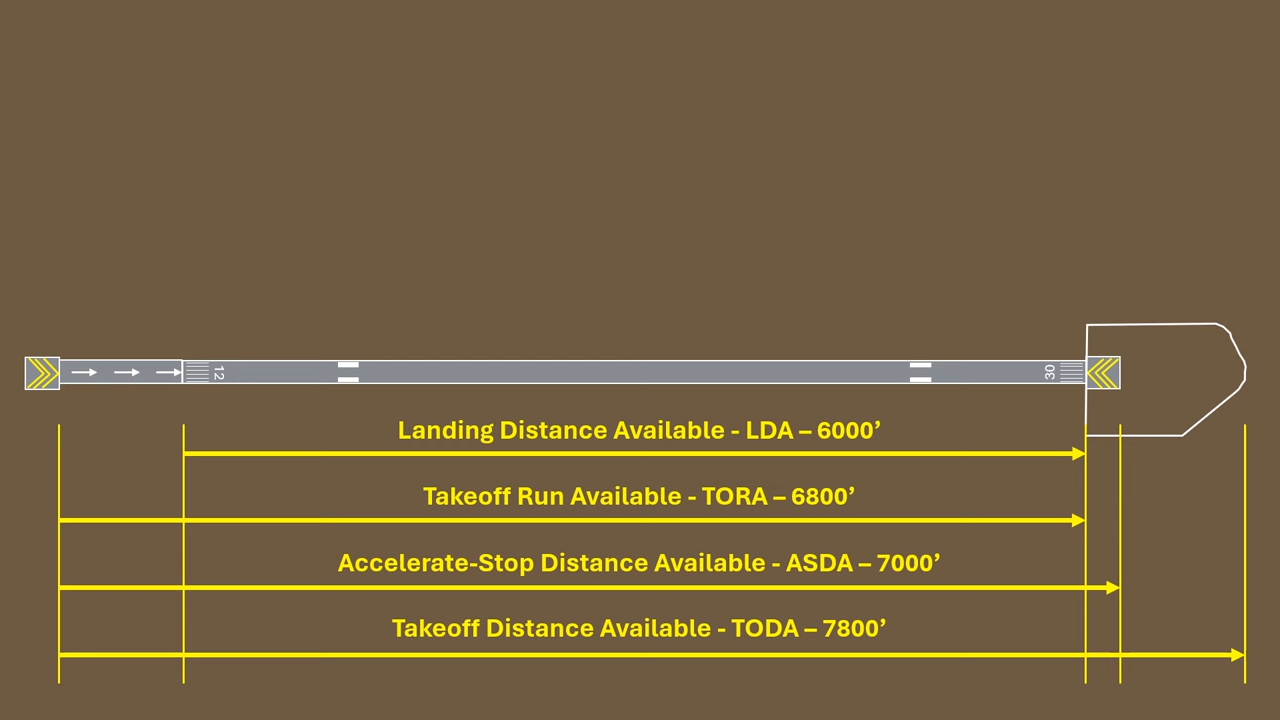 12
30
Landing Distance Available - LDA – 6000’
Takeoff Run Available - TORA – 6800’
Accelerate-Stop Distance Available - ASDA – 7000’
Takeoff Distance Available - TODA – 7800’